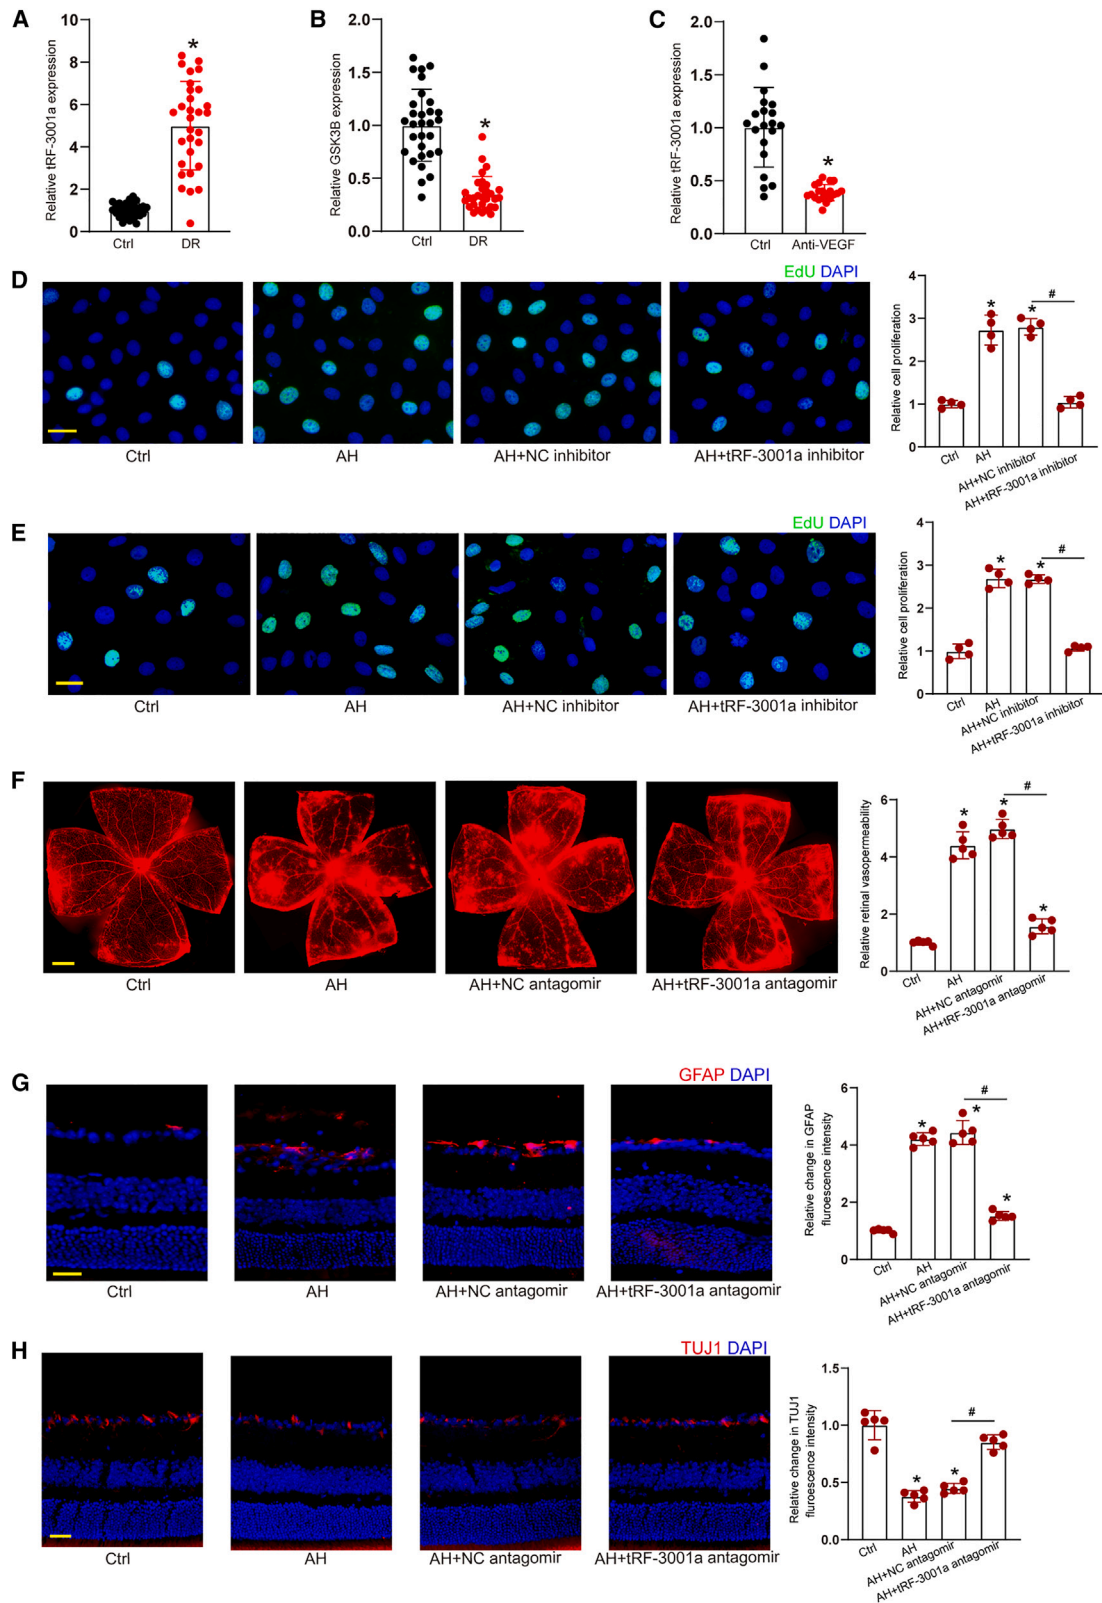 A
Relative tRF-3001a expression
10
8
6
4
2
0
*
Ctrl
DR
B
Relative GSK3B expression
2.0
1.5
1.0
0.5
0.0
*
Ctrl
DR
C
Relative tRF-3001a expression
2.0
1.5
1.0
0.5
0.0
*
Ctrl
Anti-VEGF
D
EdU DAPI
Ctrl
AH
AH+NC inhibitor
AH+tRF-3001a inhibitor
Relative cell proliferation
4
3
2
1
0
*
*
#
Ctrl
AH
AH+NC inhibitor
AH+tRF-3001a inhibitor
E
EdU DAPI
Ctrl
AH
AH+NC inhibitor
AH+tRF-3001a inhibitor
Relative cell proliferation
4
3
2
1
0
*
*
#
Ctrl
AH
AH+NC inhibitor
AH+tRF-3001a inhibitor
F
Ctrl
AH
AH+NC antagomir
AH+tRF-3001a antagomir
Relative retinal vasopermeability
6
4
2
0
*
*
#
*
Ctrl
AH
AH+NC antagomir
AH+tRF-3001a antagomir
G
GFAP DAPI
Ctrl
AH
AH+NC antagomir
AH+tRF-3001a antagomir
Relative change in GFAP
fluroescence intensity
6
4
2
0
*
*
#
*
Ctrl
AH
AH+NC antagomir
AH+tRF-3001a antagomir
H
TUJ1 DAPI
Ctrl
AH
AH+NC antagomir
AH+tRF-3001a antagomir
Relative change in TUJ1
fluroescence intensity
1.5
1.0
0.5
0.0
*
*
#
Ctrl
AH
AH+NC antagomir
AH+tRF-3001a antagomir